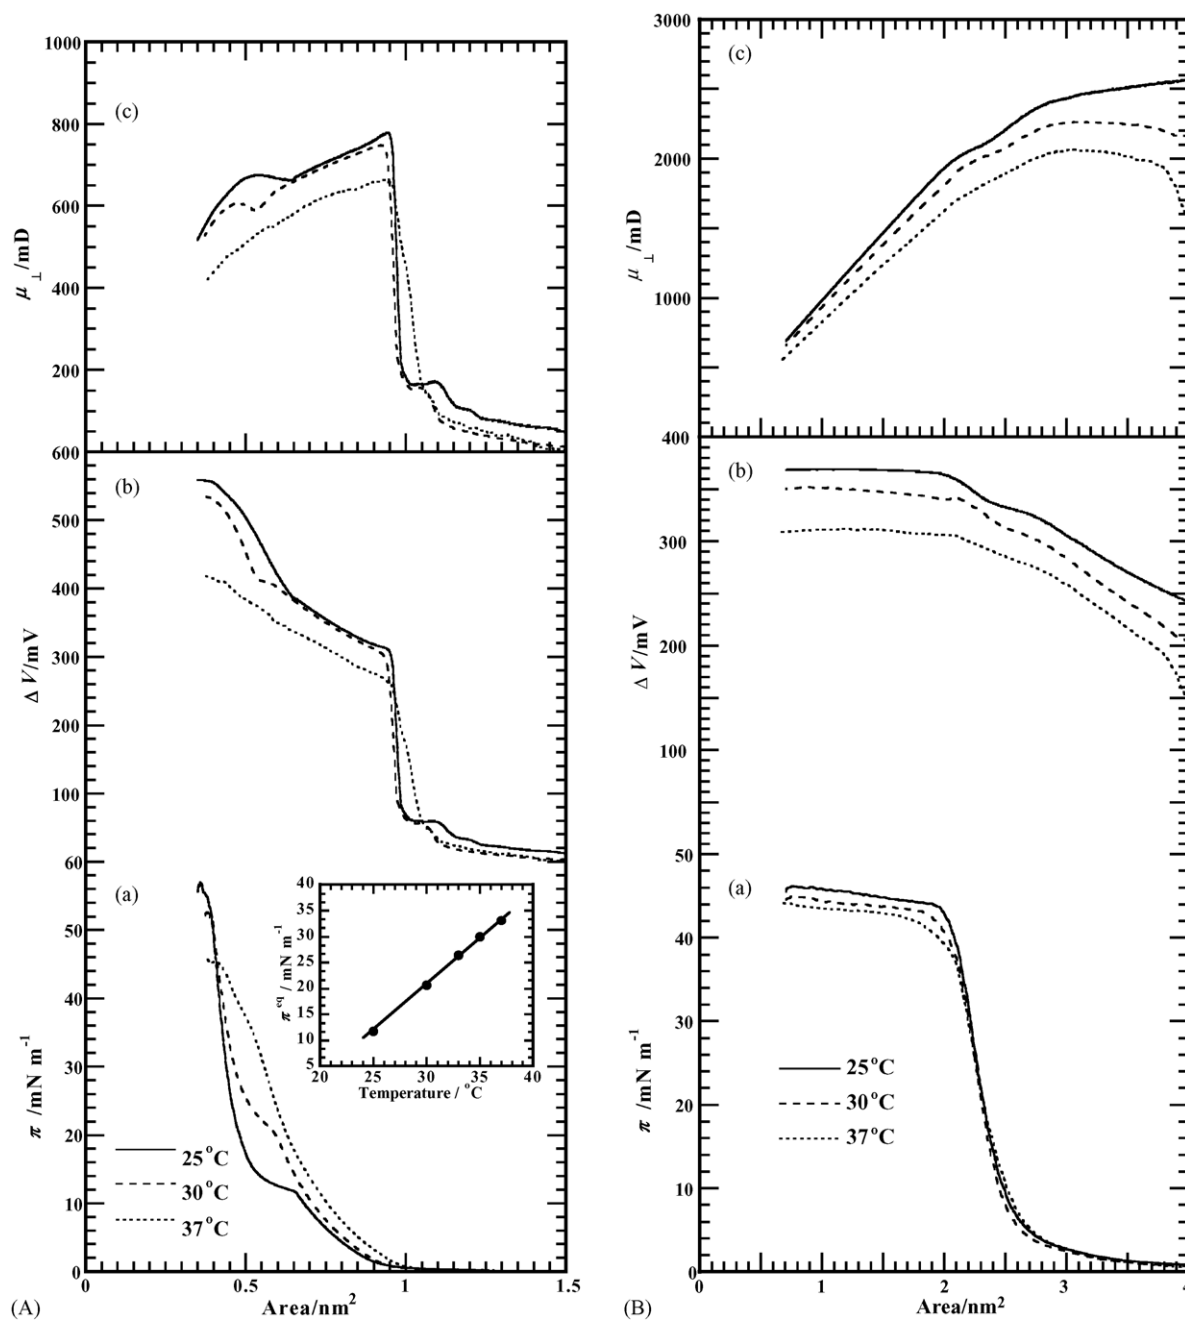 1000
(c)
800
600
400
200
μ⊥/mD
600
(b)
500
400
300
200
100
ΔV/mV
60
(a)
50
40
30
20
10
0
π /mN m⁻¹
40
35
30
25
20
15
10
5
π ᵉᑫ / mN m⁻¹
20 25 30 35 40
Temperature / °C
25°C
30°C
37°C
0 0.5 1 1.5
(A)
Area/nm²
3000
(c)
2000
1000
μ⊥/mD
400
(b)
300
200
100
ΔV/mV
50
(a)
40
30
20
10
0
π /mN m⁻¹
25°C
30°C
37°C
0 1 2 3 4
(B)
Area/nm²